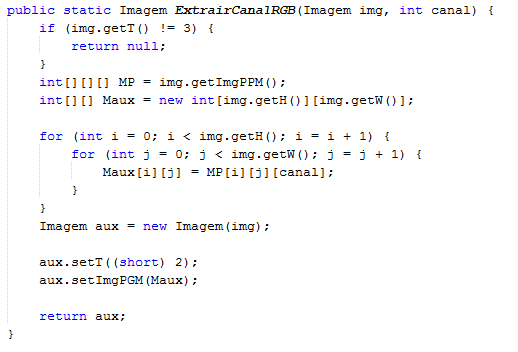 public static Imagem ExtrairCanalRGB(Imagem img, int canal) {
    if (img.getT() != 3) {
        return null;
    }
    int[][][] MP = img.getImgPPM();
    int[][] Maux = new int[img.getH()][img.getW()];

    for (int i = 0; i < img.getH(); i = i + 1) {
        for (int j = 0; j < img.getW(); j = j + 1) {
            Maux[i][j] = MP[i][j][canal];
        }
    }
    Imagem aux = new Imagem(img);

    aux.setT((short) 2);
    aux.setImgPGM(Maux);

    return aux;
}